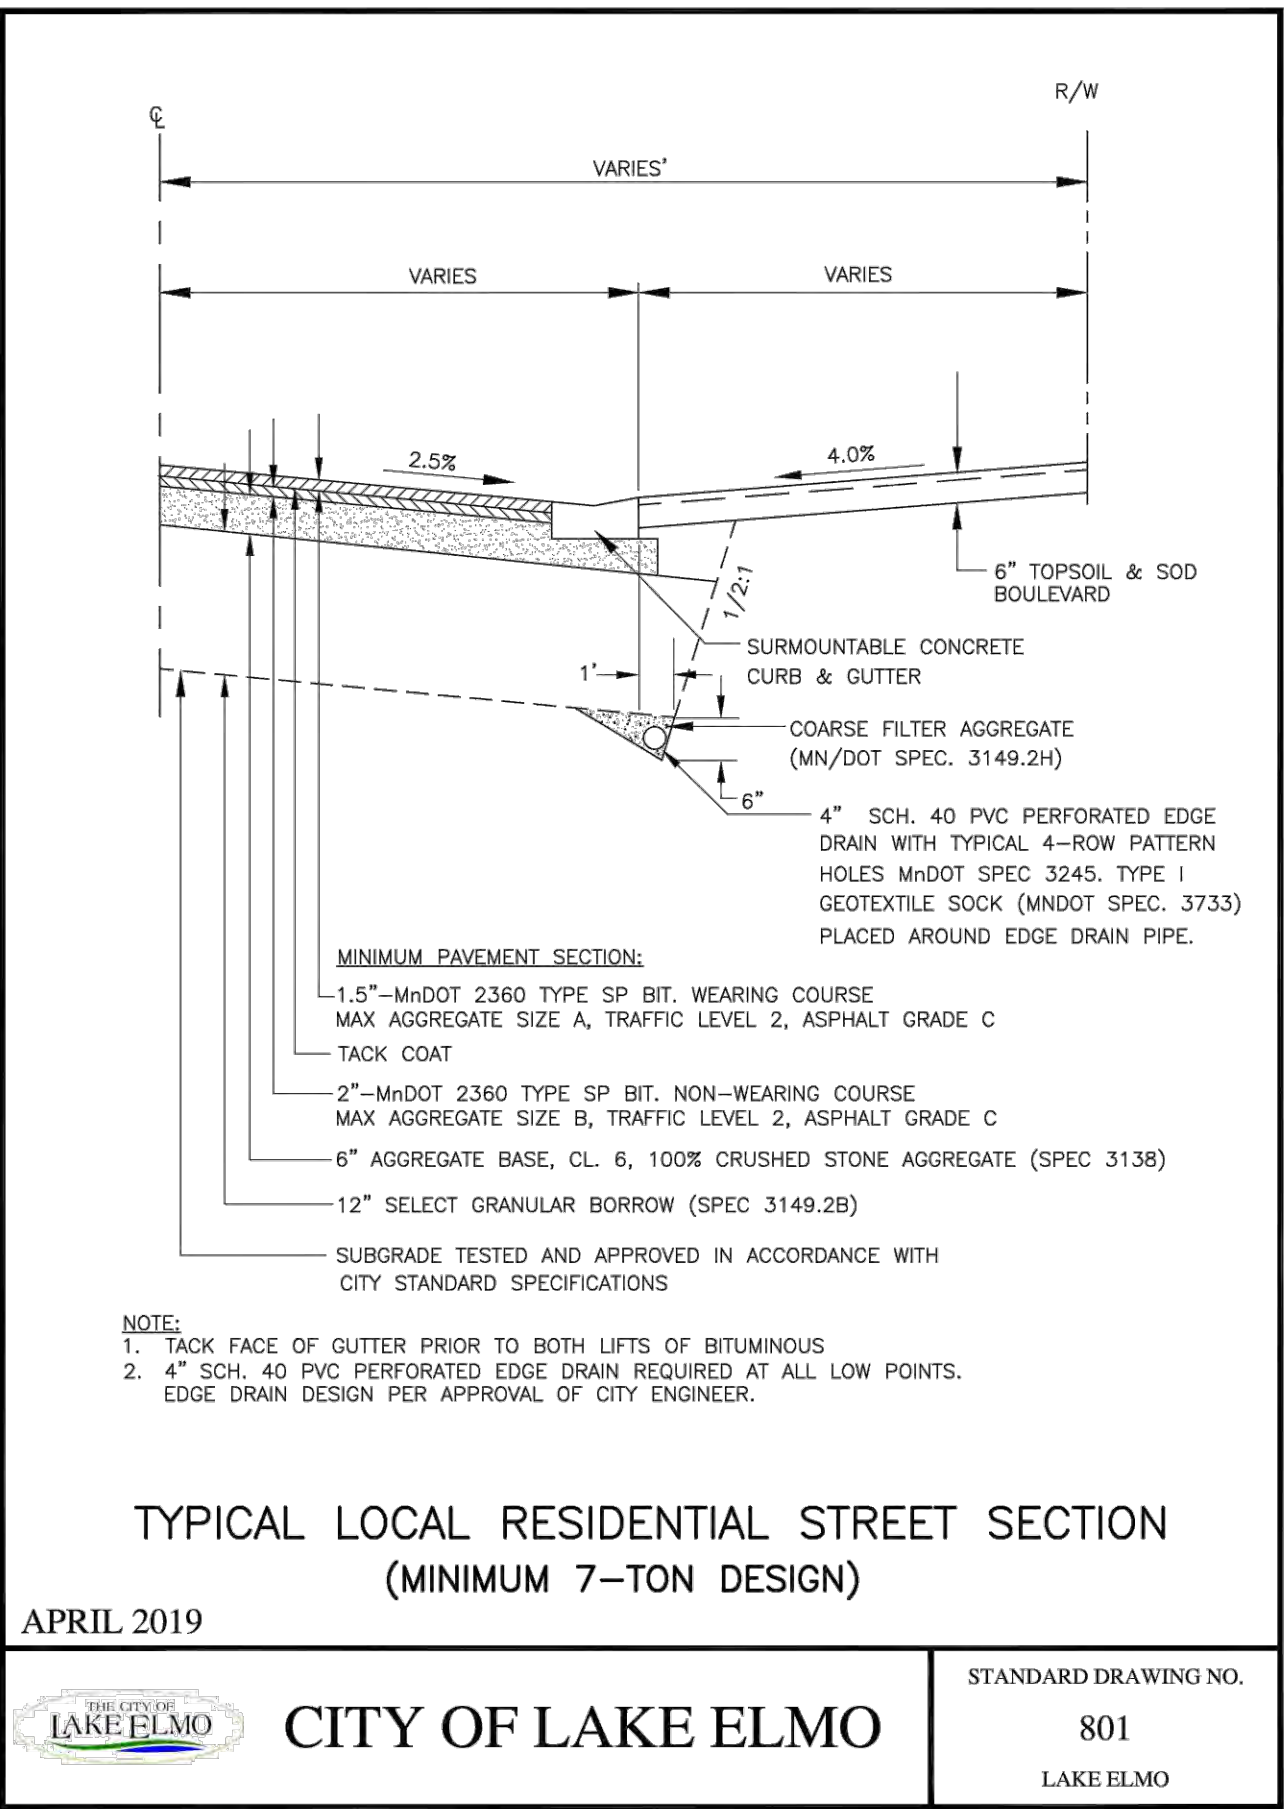 R/W
℄
VARIES'
VARIES
VARIES
2.5%
4.0%
1/2:1
6" TOPSOIL & SOD
BOULEVARD
SURMOUNTABLE CONCRETE
CURB & GUTTER
1'
COARSE FILTER AGGREGATE
(MN/DOT SPEC. 3149.2H)
6"
4" SCH. 40 PVC PERFORATED EDGE
DRAIN WITH TYPICAL 4-ROW PATTERN
HOLES MnDOT SPEC 3245. TYPE I
GEOTEXTILE SOCK (MNDOT SPEC. 3733)
PLACED AROUND EDGE DRAIN PIPE.
MINIMUM PAVEMENT SECTION:
1.5"-MnDOT 2360 TYPE SP BIT. WEARING COURSE
MAX AGGREGATE SIZE A, TRAFFIC LEVEL 2, ASPHALT GRADE C
TACK COAT
2"-MnDOT 2360 TYPE SP BIT. NON-WEARING COURSE
MAX AGGREGATE SIZE B, TRAFFIC LEVEL 2, ASPHALT GRADE C
6" AGGREGATE BASE, CL. 6, 100% CRUSHED STONE AGGREGATE (SPEC 3138)
12" SELECT GRANULAR BORROW (SPEC 3149.2B)
SUBGRADE TESTED AND APPROVED IN ACCORDANCE WITH
CITY STANDARD SPECIFICATIONS
NOTE:
1. TACK FACE OF GUTTER PRIOR TO BOTH LIFTS OF BITUMINOUS
2. 4" SCH. 40 PVC PERFORATED EDGE DRAIN REQUIRED AT ALL LOW POINTS.
EDGE DRAIN DESIGN PER APPROVAL OF CITY ENGINEER.
TYPICAL LOCAL RESIDENTIAL STREET SECTION
(MINIMUM 7-TON DESIGN)
APRIL 2019
THE CITY OF
LAKE ELMO
CITY OF LAKE ELMO
STANDARD DRAWING NO.
801
LAKE ELMO